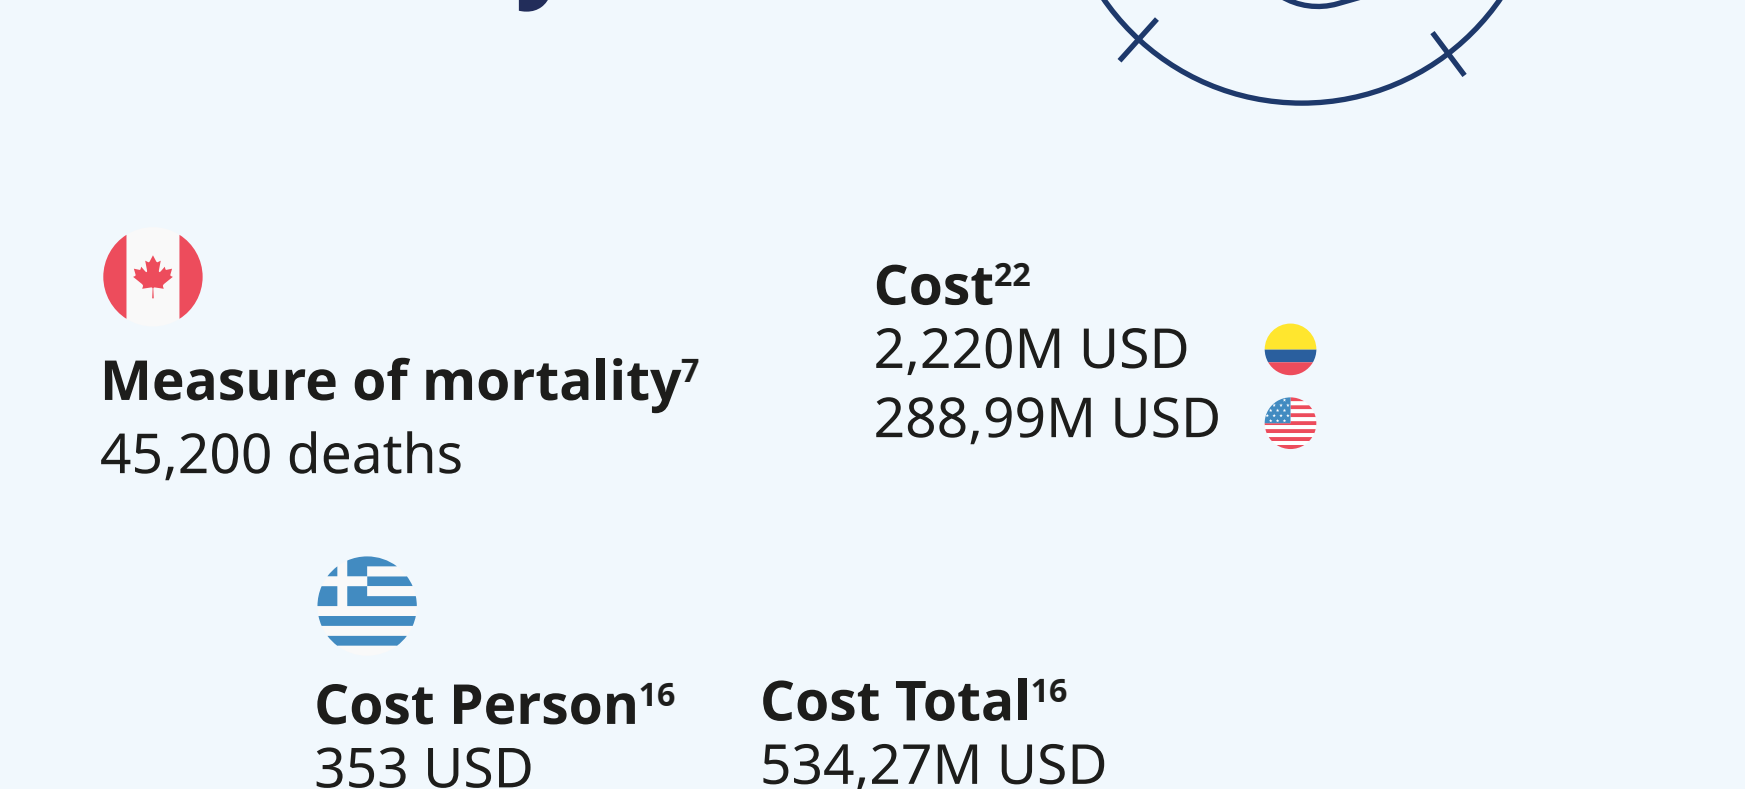 Measure of mortality⁷
45,200 deaths
Cost²²
2,220M USD
288,99M USD
Cost Person¹⁶
353 USD
Cost Total¹⁶
534,27M USD